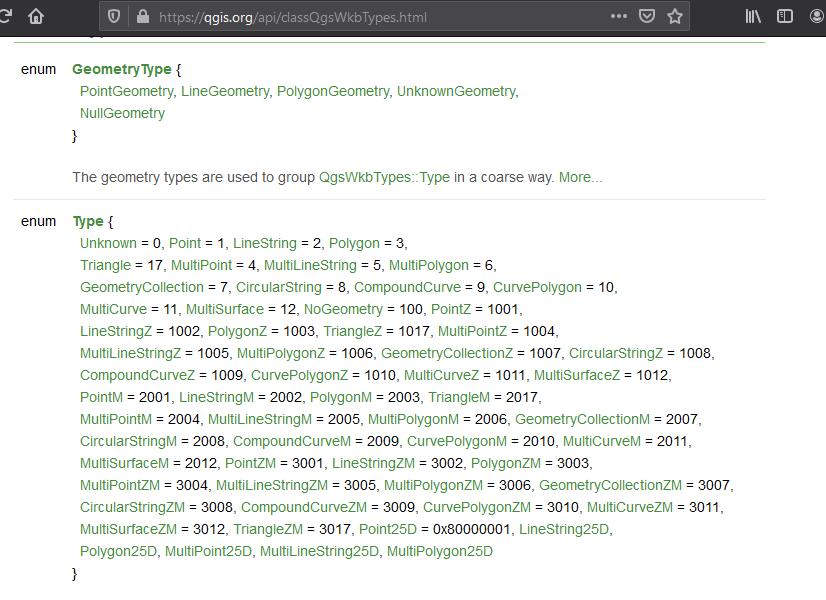 https://qgis.org/api/classQgsWkbTypes.html
enum GeometryType {
PointGeometry, LineGeometry, PolygonGeometry, UnknownGeometry,
NullGeometry
}
The geometry types are used to group QgsWkbTypes::Type in a coarse way. More...
enum Type {
Unknown = 0, Point = 1, LineString = 2, Polygon = 3,
Triangle = 17, MultiPoint = 4, MultiLineString = 5, MultiPolygon = 6,
GeometryCollection = 7, CircularString = 8, CompoundCurve = 9, CurvePolygon = 10,
MultiCurve = 11, MultiSurface = 12, NoGeometry = 100, PointZ = 1001,
LineStringZ = 1002, PolygonZ = 1003, TriangleZ = 1017, MultiPointZ = 1004,
MultiLineStringZ = 1005, MultiPolygonZ = 1006, GeometryCollectionZ = 1007, CircularStringZ = 1008,
CompoundCurveZ = 1009, CurvePolygonZ = 1010, MultiCurveZ = 1011, MultiSurfaceZ = 1012,
PointM = 2001, LineStringM = 2002, PolygonM = 2003, TriangleM = 2017,
MultiPointM = 2004, MultiLineStringM = 2005, MultiPolygonM = 2006, GeometryCollectionM = 2007,
CircularStringM = 2008, CompoundCurveM = 2009, CurvePolygonM = 2010, MultiCurveM = 2011,
MultiSurfaceM = 2012, PointZM = 3001, LineStringZM = 3002, PolygonZM = 3003,
MultiPointZM = 3004, MultiLineStringZM = 3005, MultiPolygonZM = 3006, GeometryCollectionZM = 3007,
CircularStringZM = 3008, CompoundCurveZM = 3009, CurvePolygonZM = 3010, MultiCurveZM = 3011,
MultiSurfaceZM = 3012, TriangleZM = 3017, Point25D = 0x80000001, LineString25D,
Polygon25D, MultiPoint25D, MultiLineString25D, MultiPolygon25D
}